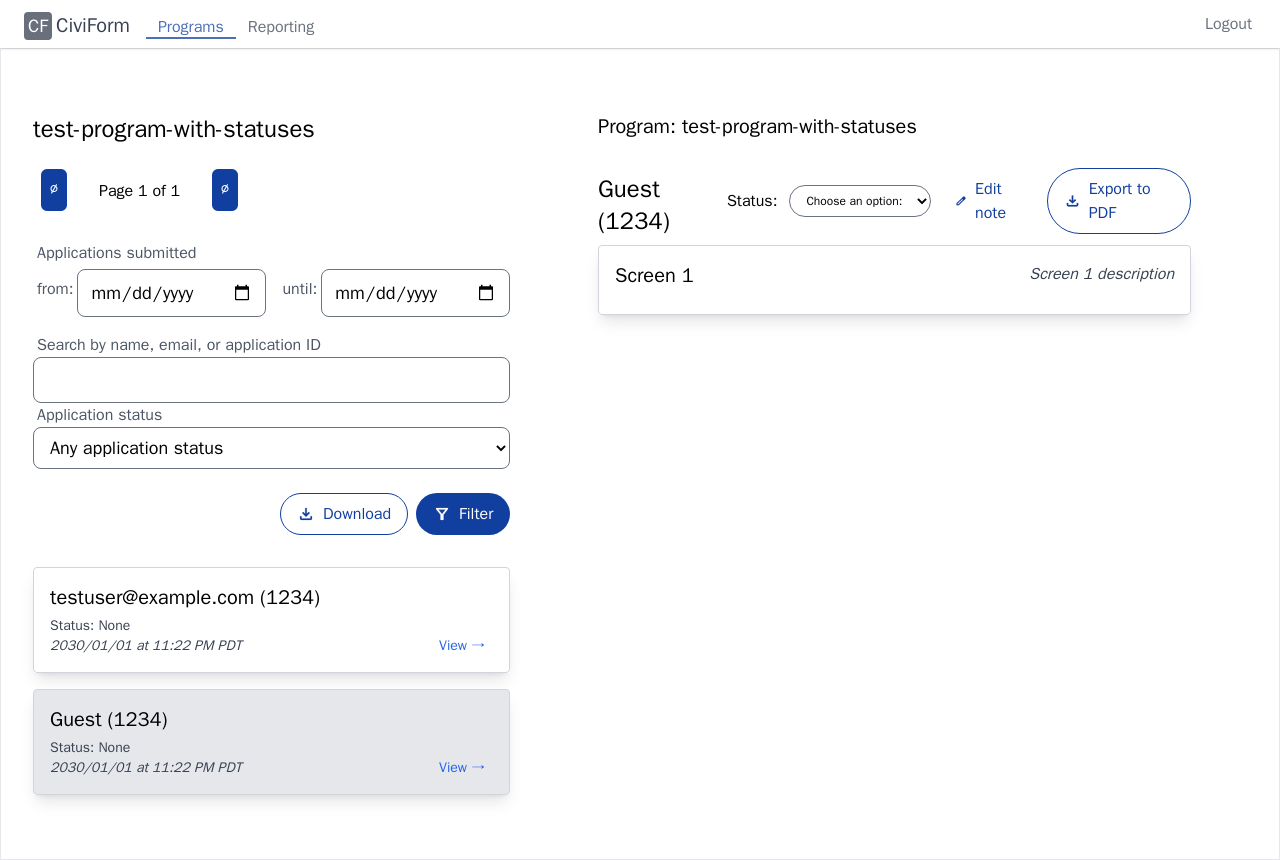 CF CiviForm Programs Reporting Logout
test-program-with-statuses
∅ Page 1 of 1 ∅
Applications submitted
from: mm/dd/yyyy until: mm/dd/yyyy
Search by name, email, or application ID
Application status
Any application status
Download Filter
testuser@example.com (1234)
Status: None
2030/01/01 at 11:22 PM PDT View →
Guest (1234)
Status: None
2030/01/01 at 11:22 PM PDT View →
Program: test-program-with-statuses
Guest
(1234)
Status: Choose an option:
Edit
note
Export to
PDF
Screen 1 Screen 1 description